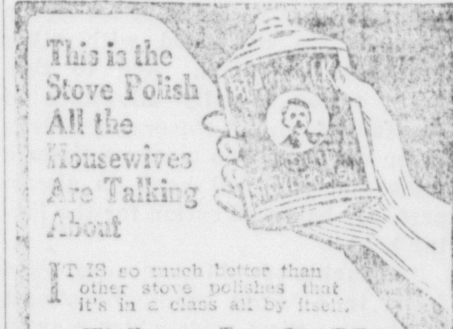 This is the
Stove Polish
All the
Housewives
Are Talking
About
IT IS so much better than
other stove polishes that
it's in a class all by itself.